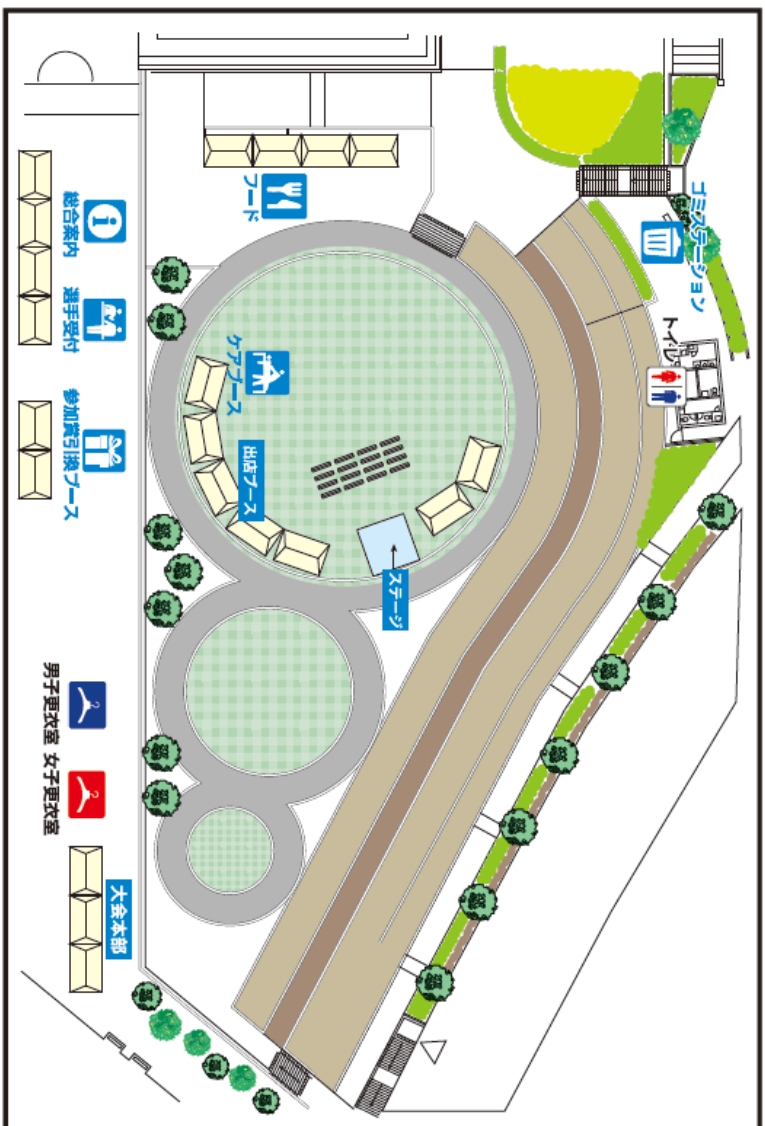 ゴミステーション
トイレ
フード
総合案内
選手受付
参加賞引換ブース
ケアブース
出店ブース
ステージ
男子更衣室
女子更衣室
大会本部